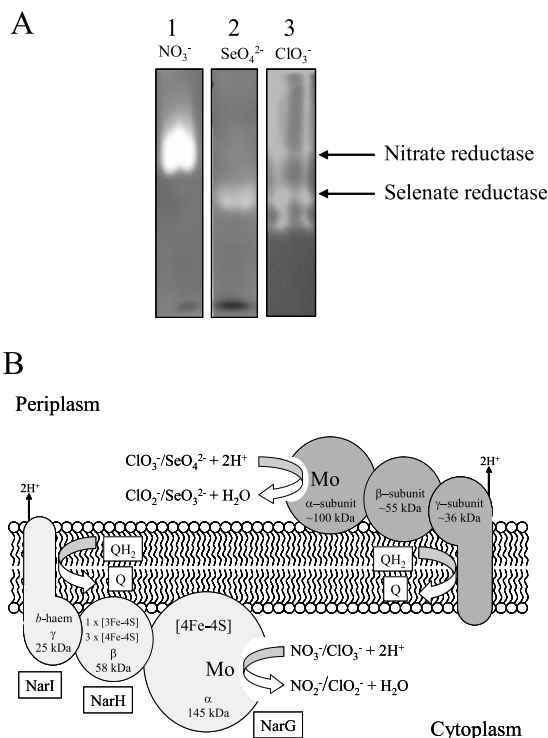 A
1 2 3
NO₃⁻ SeO₄²⁻ ClO₃⁻
Nitrate reductase
Selenate reductase
B
Periplasm
ClO₃⁻/SeO₄²⁻ + 2H⁺
ClO₂⁻/SeO₃²⁻ + H₂O
Mo
α–subunit
~100 kDa
β–subunit
~55 kDa
γ–subunit
~36 kDa
2H⁺
2H⁺
QH₂
Q
QH₂
Q
b-haem
γ
25 kDa
NarI
1 x [3Fe-4S]
3 x [4Fe-4S]
β
58 kDa
NarH
[4Fe-4S]
Mo
α
145 kDa
NarG
NO₃⁻/ClO₃⁻ + 2H⁺
NO₂⁻/ClO₂⁻ + H₂O
Cytoplasm